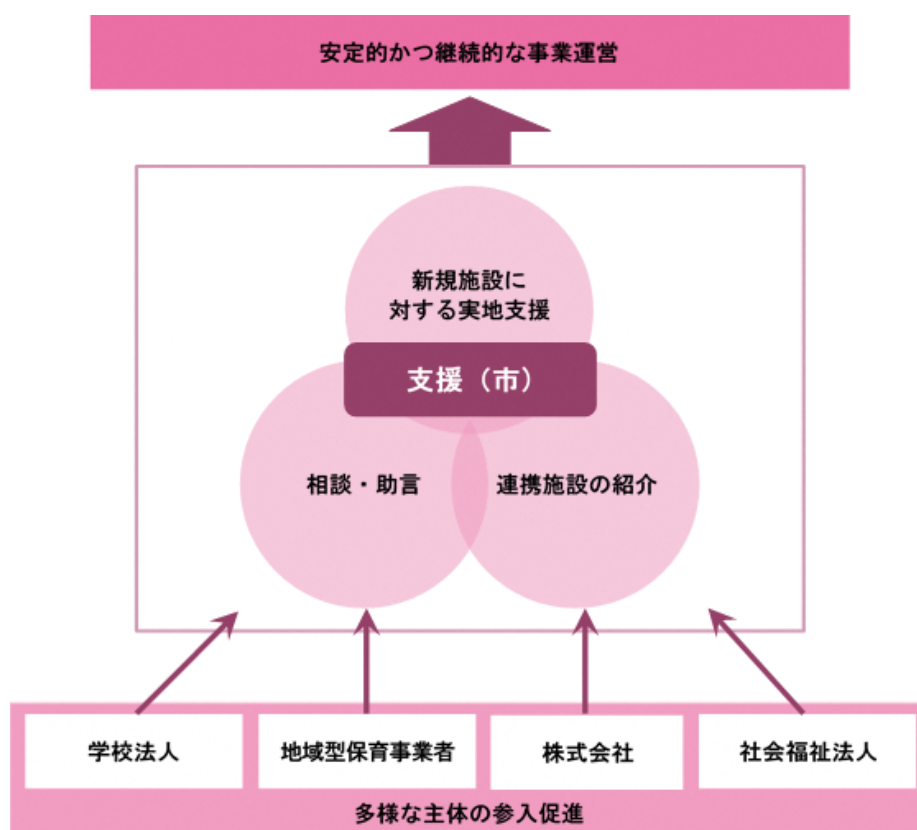 安定的かつ継続的な事業運営
新規施設に
対する実地支援
支援（市）
相談・助言
連携施設の紹介
学校法人
地域型保育事業者
株式会社
社会福祉法人
多様な主体の参入促進